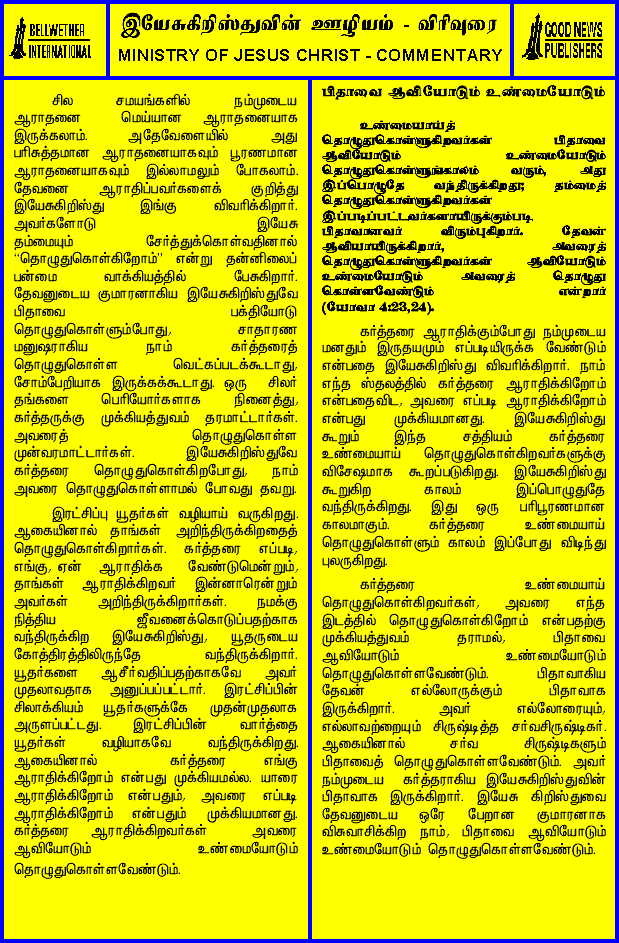 BELLWETHER
INTERNATIONAL
இயேசுகிறிஸ்துவின் ஊழியம் - விரிவுரை
MINISTRY OF JESUS CHRIST - COMMENTARY
GOOD NEWS
PUBLISHERS
சில சமயங்களில் நம்முடைய
ஆராதனை மெய்யான ஆராதனையாக
இருக்கலாம். அதேவேளையில் அது
பரிசுத்தமான ஆராதனையாகவும் பூரணமான
ஆராதனையாகவும் இல்லாமலும் போகலாம்.
தேவனை ஆராதிப்பவர்களைக் குறித்து
இயேசுகிறிஸ்து இங்கு விவரிக்கிறார்.
அவர்களோடு இயேசு
தம்மையும் சேர்த்துக்கொள்வதினால்
“தொழுதுகொள்கிறோம்” என்று தன்னிலைப்
பன்மை வாக்கியத்தில் பேசுகிறார்.
தேவனுடைய குமாரனாகிய இயேசுகிறிஸ்துவே
பிதாவை பக்தியோடு
தொழுதுகொள்ளும்போது, சாதாரண
மனுஷராகிய நாம் கர்த்தரைத்
தொழுதுகொள்ள வெட்கப்படக்கூடாது,
சோம்பேறியாக இருக்கக்கூடாது. ஒரு சிலர்
தங்களை பெரியோர்களாக நினைத்து,
கர்த்தருக்கு முக்கியத்துவம் தரமாட்டார்கள்.
அவரைத் தொழுதுகொள்ள
முன்வரமாட்டார்கள். இயேசுகிறிஸ்துவே
கர்த்தரை தொழுதுகொள்கிறபோது, நாம்
அவரை தொழுதுகொள்ளாமல் போவது தவறு.
இரட்சிப்பு யூதர்கள் வழியாய் வருகிறது.
ஆகையினால் தாங்கள் அறிந்திருக்கிறதைத்
தொழுதுகொள்கிறார்கள். கர்த்தரை எப்படி,
எங்கு, ஏன் ஆராதிக்க வேண்டுமென்றும்,
தாங்கள் ஆராதிக்கிறவர் இன்னாரென்றும்
அவர்கள் அறிந்திருக்கிறார்கள். நமக்கு
நித்திய ஜீவனைக்கொடுப்பதற்காக
வந்திருக்கிற இயேசுகிறிஸ்து, யூதருடைய
கோத்திரத்திலிருந்தே வந்திருக்கிறார்.
யூதர்களை ஆசீர்வதிப்பதற்காகவே அவர்
முதலாவதாக அனுப்பப்பட்டார். இரட்சிப்பின்
சிலாக்கியம் யூதர்களுக்கே முதன்முதலாக
அருளப்பட்டது. இரட்சிப்பின் வார்த்தை
யூதர்கள் வழியாகவே வந்திருக்கிறது.
ஆகையினால் கர்த்தரை எங்கு
ஆராதிக்கிறோம் என்பது முக்கியமல்ல. யாரை
ஆராதிக்கிறோம் என்பதும், அவரை எப்படி
ஆராதிக்கிறோம் என்பதும் முக்கியமானது.
கர்த்தரை ஆராதிக்கிறவர்கள் அவரை
ஆவியோடும் உண்மையோடும்
தொழுதுகொள்ளவேண்டும்.
பிதாவை ஆவியோடும் உண்மையோடும்
உண்மையாய்த்
தொழுதுகொள்ளுகிறவர்கள் பிதாவை
ஆவியோடும் உண்மையோடும்
தொழுதுகொள்ளுங்காலம் வரும், அது
இப்பொழுதே வந்திருக்கிறது; தம்மைத்
தொழுதுகொள்ளுகிறவர்கள்
இப்படிப்பட்டவர்களாயிருக்கும்படி.
பிதாவானவர் விரும்புகிறார். தேவன்
ஆவியாயிருக்கிறார், அவரைத்
தொழுதுகொள்ளுகிறவர்கள் ஆவியோடும்
உண்மையோடும் அவரைத் தொழுது
கொள்ளவேண்டும் என்றார்
(யோவா 4:23,24).
கர்த்தரை ஆராதிக்கும்போது நம்முடைய
மனதும் இருதயமும் எப்படியிருக்க வேண்டும்
என்பதை இயேசுகிறிஸ்து விவரிக்கிறார். நாம்
எந்த ஸ்தலத்தில் கர்த்தரை ஆராதிக்கிறோம்
என்பதைவிட, அவரை எப்படி ஆராதிக்கிறோம்
என்பது முக்கியமானது. இயேசுகிறிஸ்து
கூறும் இந்த சத்தியம் கர்த்தரை
உண்மையாய் தொழுதுகொள்கிறவர்களுக்கு
விசேஷமாக கூறப்படுகிறது. இயேசுகிறிஸ்து
கூறுகிற காலம் இப்பொழுதுதே
வந்திருக்கிறது. இது ஒரு பரிபூரணமான
காலமாகும். கர்த்தரை உண்மையாய்
தொழுதுகொள்ளும் காலம் இப்போது விடிந்து
புலருகிறது.
கர்த்தரை உண்மையாய்
தொழுதுகொள்கிறவர்கள், அவரை எந்த
இடத்தில் தொழுதுகொள்கிறோம் என்பதற்கு
முக்கியத்துவம் தராமல், பிதாவை
ஆவியோடும் உண்மையோடும்
தொழுதுகொள்ளவேண்டும். பிதாவாகிய
தேவன் எல்லோருக்கும் பிதாவாக
இருக்கிறார். அவர் எல்லோரையும்,
எல்லாவற்றையும் சிருஷ்டித்த சர்வசிருஷ்டிகர்.
ஆகையினால் சர்வ சிருஷ்டிகளும்
பிதாவைத் தொழுதுகொள்ளவேண்டும். அவர்
நம்முடைய கர்த்தராகிய இயேசுகிறிஸ்துவின்
பிதாவாக இருக்கிறார். இயேசு கிறிஸ்துவை
தேவனுடைய ஒரே பேறான குமாரனாக
விசுவாசிக்கிற நாம், பிதாவை ஆவியோடும்
உண்மையோடும் தொழுதுகொள்ளவேண்டும்.